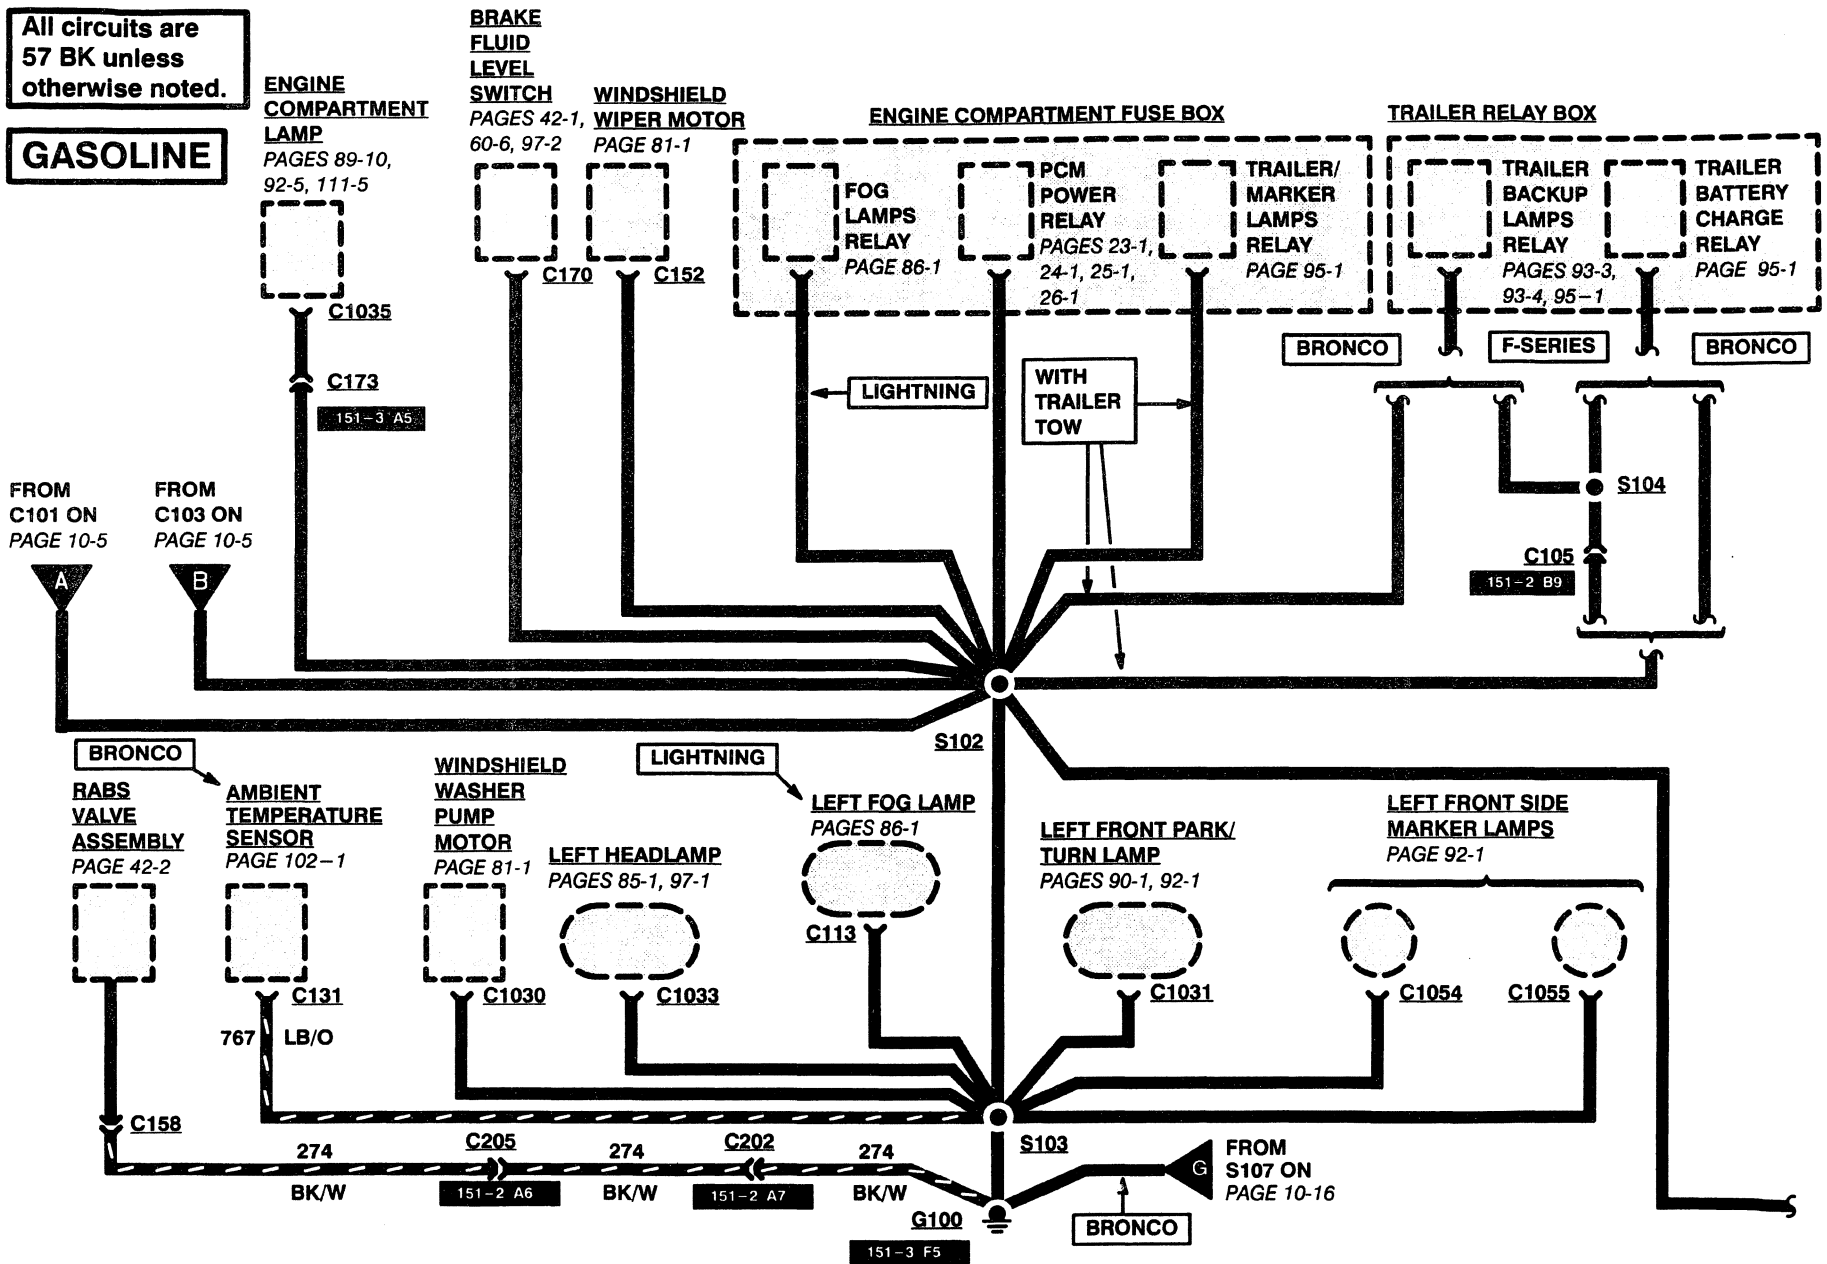 All circuits are
57 BK unless
otherwise noted.
GASOLINE
ENGINE
COMPARTMENT
LAMP
PAGES 89-10,
92-5, 111-5
C1035
C173
151-3 A5
BRAKE
FLUID
LEVEL
SWITCH
PAGES 42-1,
60-6, 97-2
C170
WINDSHIELD
WIPER MOTOR
PAGE 81-1
C152
ENGINE COMPARTMENT FUSE BOX
FOG
LAMPS
RELAY
PAGE 86-1
PCM
POWER
RELAY
PAGES 23-1,
24-1, 25-1,
26-1
TRAILER/
MARKER
LAMPS
RELAY
PAGE 95-1
TRAILER RELAY BOX
TRAILER
BACKUP
LAMPS
RELAY
PAGES 93-3,
93-4, 95-1
TRAILER
BATTERY
CHARGE
RELAY
PAGE 95-1
BRONCO
F-SERIES
BRONCO
LIGHTNING
WITH
TRAILER
TOW
S104
C105
151-2 B9
FROM
C101 ON
PAGE 10-5
A
FROM
C103 ON
PAGE 10-5
B
S102
BRONCO
LIGHTNING
RABS
VALVE
ASSEMBLY
PAGE 42-2
AMBIENT
TEMPERATURE
SENSOR
PAGE 102-1
WINDSHIELD
WASHER
PUMP
MOTOR
PAGE 81-1
LEFT HEADLAMP
PAGES 85-1, 97-1
LEFT FOG LAMP
PAGES 86-1
LEFT FRONT PARK/
TURN LAMP
PAGES 90-1, 92-1
LEFT FRONT SIDE
MARKER LAMPS
PAGE 92-1
C131
767 LB/O
C1030
C1033
C113
C1031
C1054
C1055
C158
274
BK/W
C205
151-2 A6
274
BK/W
C202
151-2 A7
274
BK/W
S103
G100
151-3 F5
G
FROM
S107 ON
PAGE 10-16
BRONCO